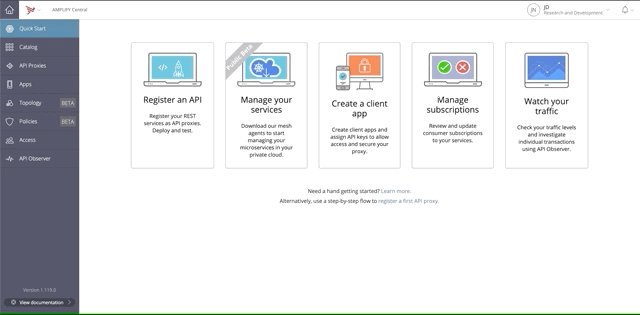 AMPLIFY Central
JN
JD
Research and Development
Quick Start
Catalog
API Proxies
Apps
Topology BETA
Policies BETA
Access
API Observer
Version: 1.118.0
View documentation
Register an API
Register your REST
services as API proxies.
Deploy and test.
Public Beta
Manage your
services
Download our mesh
agents to start
managing your
microservices in your
private cloud.
Create a client
app
Create client apps and
assign API keys to allow
access and secure your
proxy.
Manage
subscriptions
Review and update
consumer subscriptions
to your services.
Watch your
traffic
Check your traffic levels
and investigate
individual transactions
using API Observer.
Need a hand getting started? Learn more.
Alternatively, use a step-by-step flow to register a first API proxy.